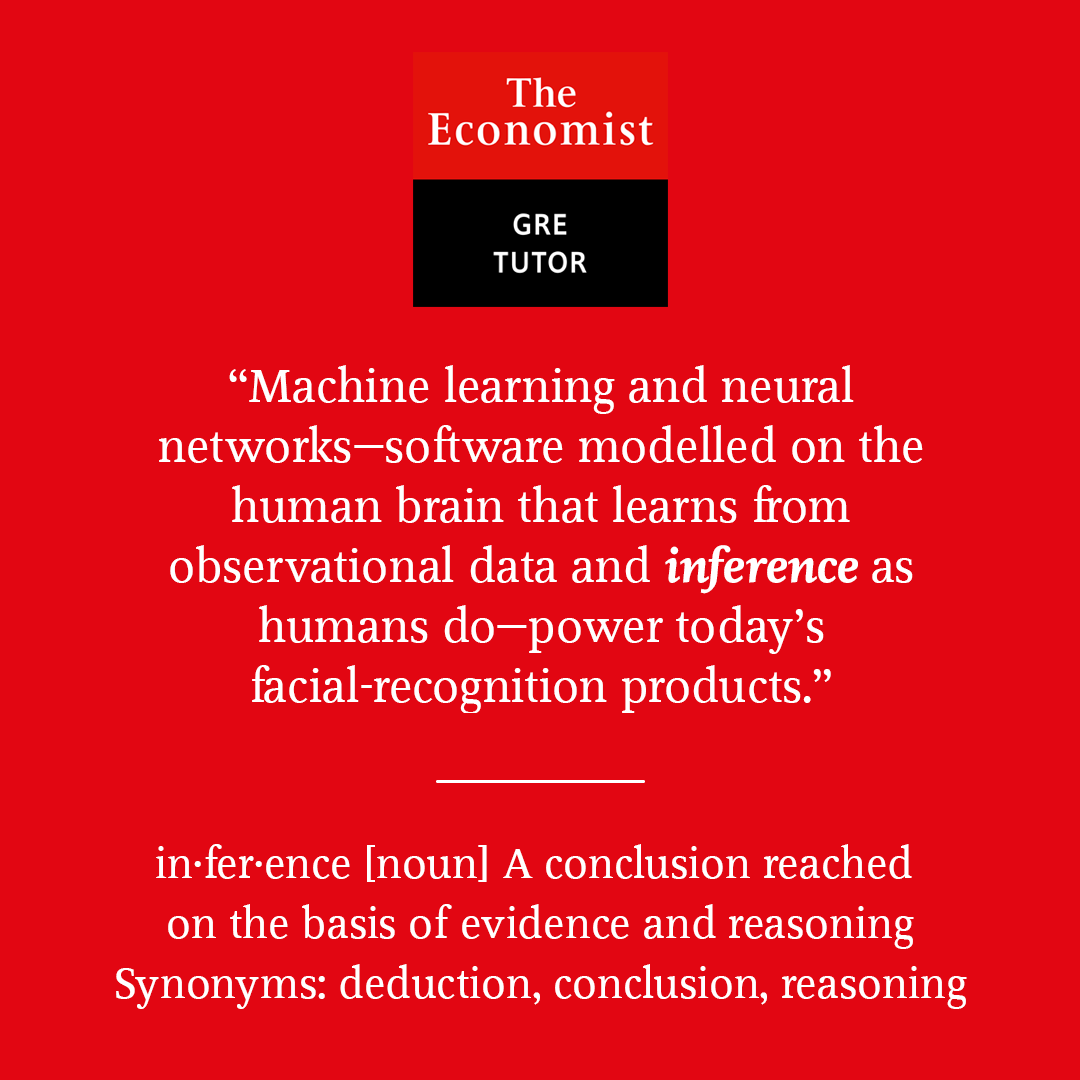 The
Economist
GRE
TUTOR
“Machine learning and neural
networks—software modelled on the
human brain that learns from
observational data and inference as
humans do—power today’s
facial-recognition products.”
in·fer·ence [noun] A conclusion reached
on the basis of evidence and reasoning
Synonyms: deduction, conclusion, reasoning